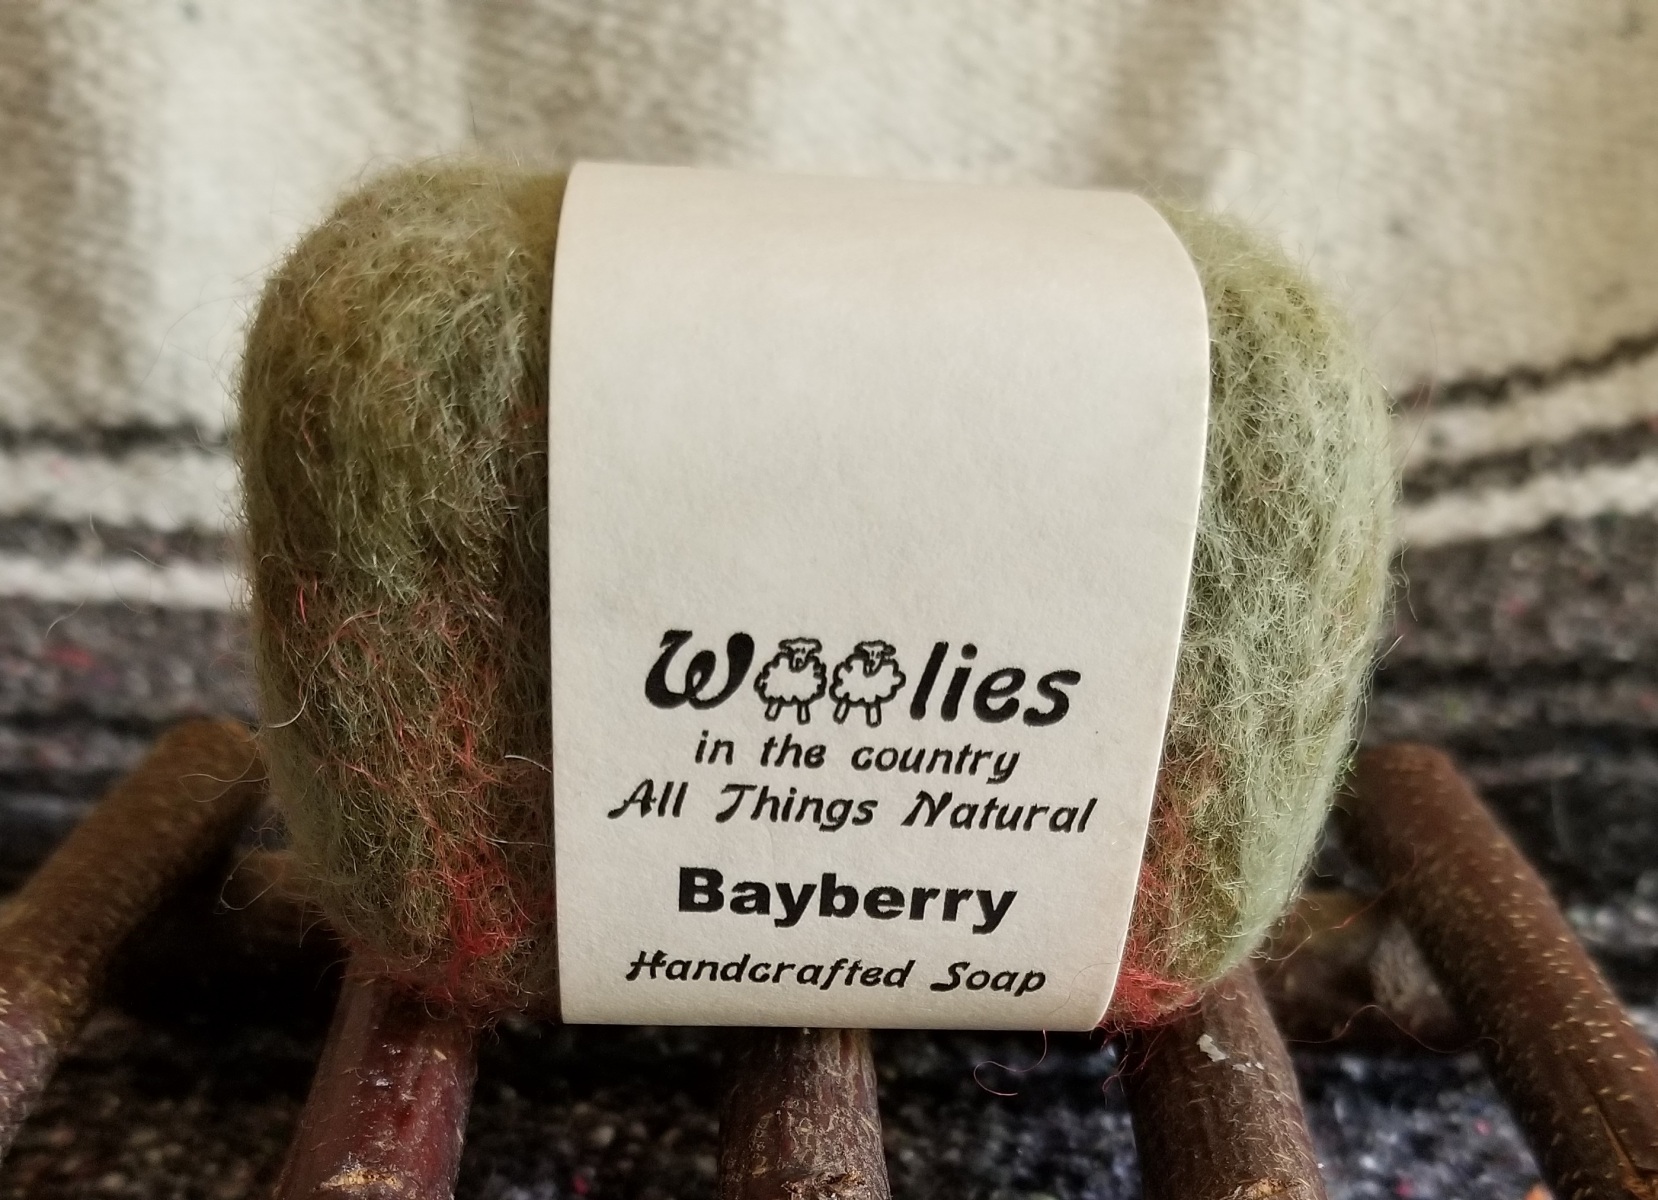 Woolies
in the country
All Things Natural
Bayberry
Handcrafted Soap